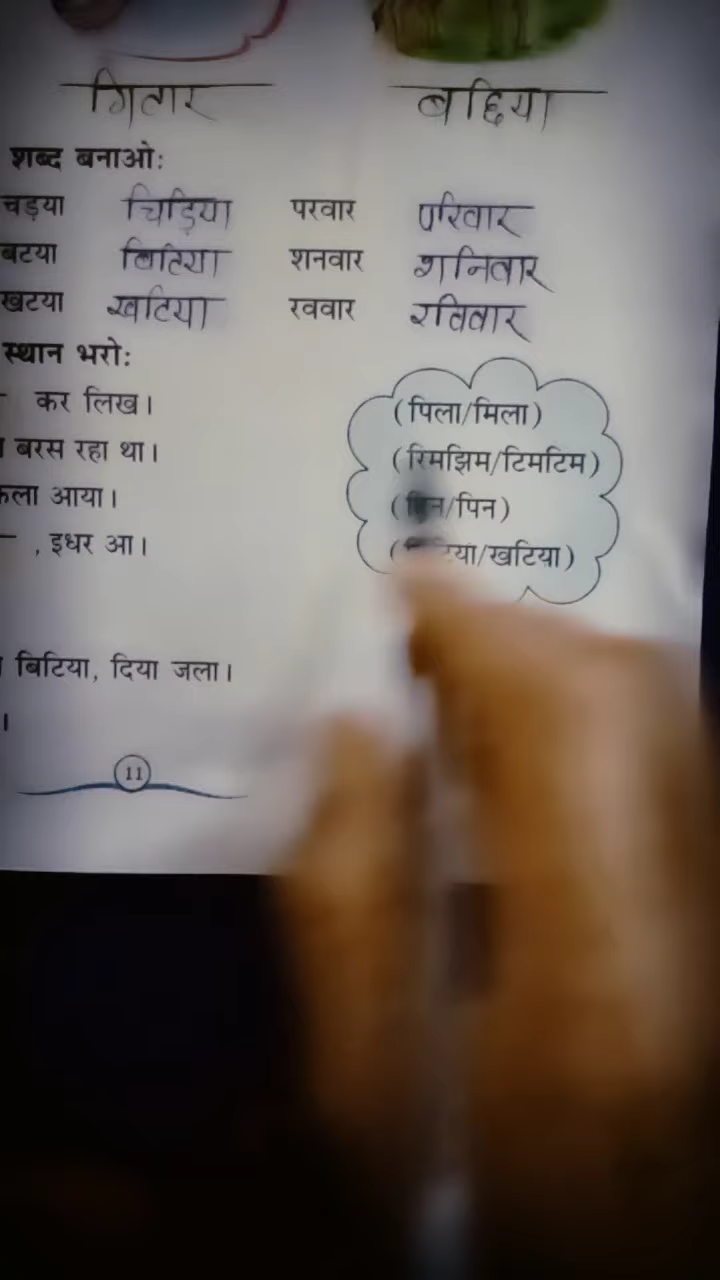 गितार बछिया
शब्द बनाओ:
चड़या चिड़िया परवार परिवार
बटया बिटिया शनवार शनिवार
खटया खटिया रववार रविवार
स्थान भरो:
कर लिख। (पिला/मिला)
बरस रहा था। (रिमझिम/टिमटिम)
आया। /पिन)
, इधर आ। /खटिया)
बिटिया, दिया जला।
।
11